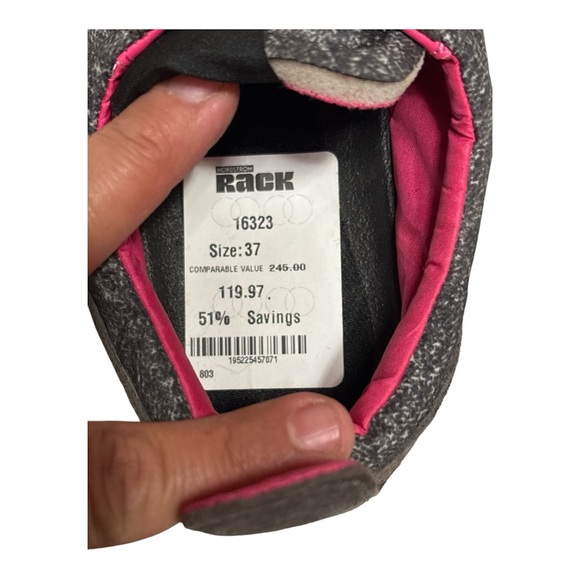 NORDSTROM
RACK
16323
Size:37
COMPARABLE VALUE 245.00
119.97.
51% Savings
195225457071
803